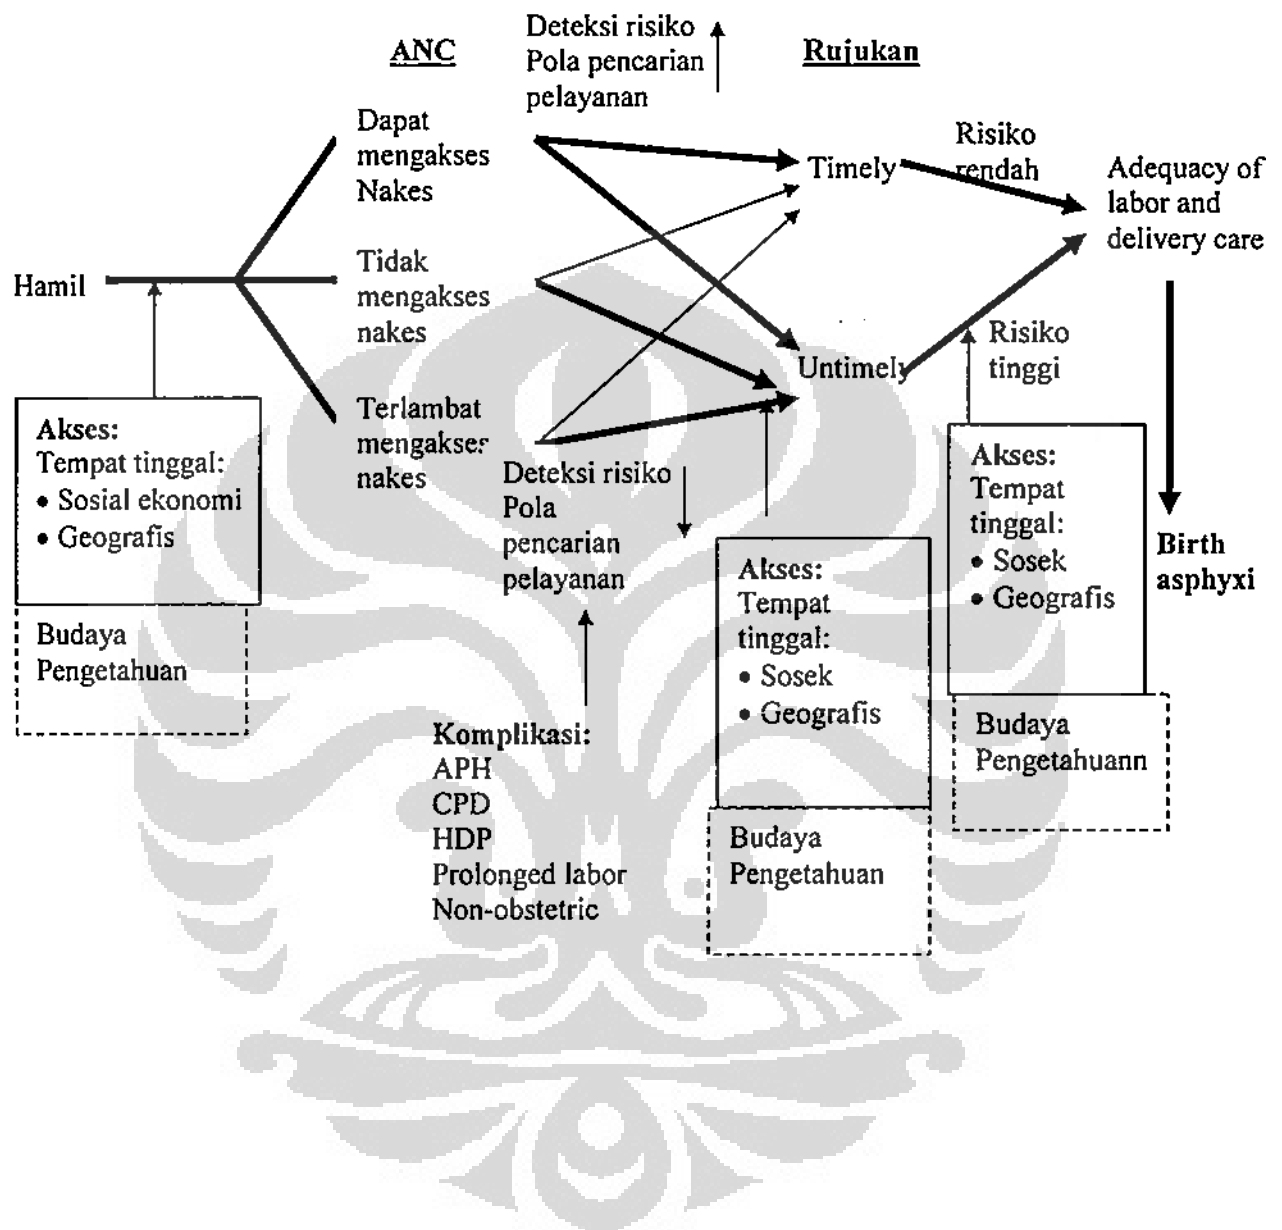 Deteksi risiko
Pola pencarian
pelayanan
ANC
Rujukan
Dapat
mengakses
Nakes
Timely
Risiko
rendah
Adequacy of
labor and
delivery care
Hamil
Tidak
mengakses
nakes
Untimely
Risiko
tinggi
Terlambat
mengakses
nakes
Akses:
Tempat tinggal:
• Sosial ekonomi
• Geografis
Budaya
Pengetahuan
Deteksi risiko
Pola
pencarian
pelayanan
Komplikasi:
APH
CPD
HDP
Prolonged labor
Non-obstetric
Akses:
Tempat
tinggal:
• Sosek
• Geografis
Budaya
Pengetahuan
Akses:
Tempat
tinggal:
• Sosek
• Geografis
Budaya
Pengetahuann
Birth
asphyxi